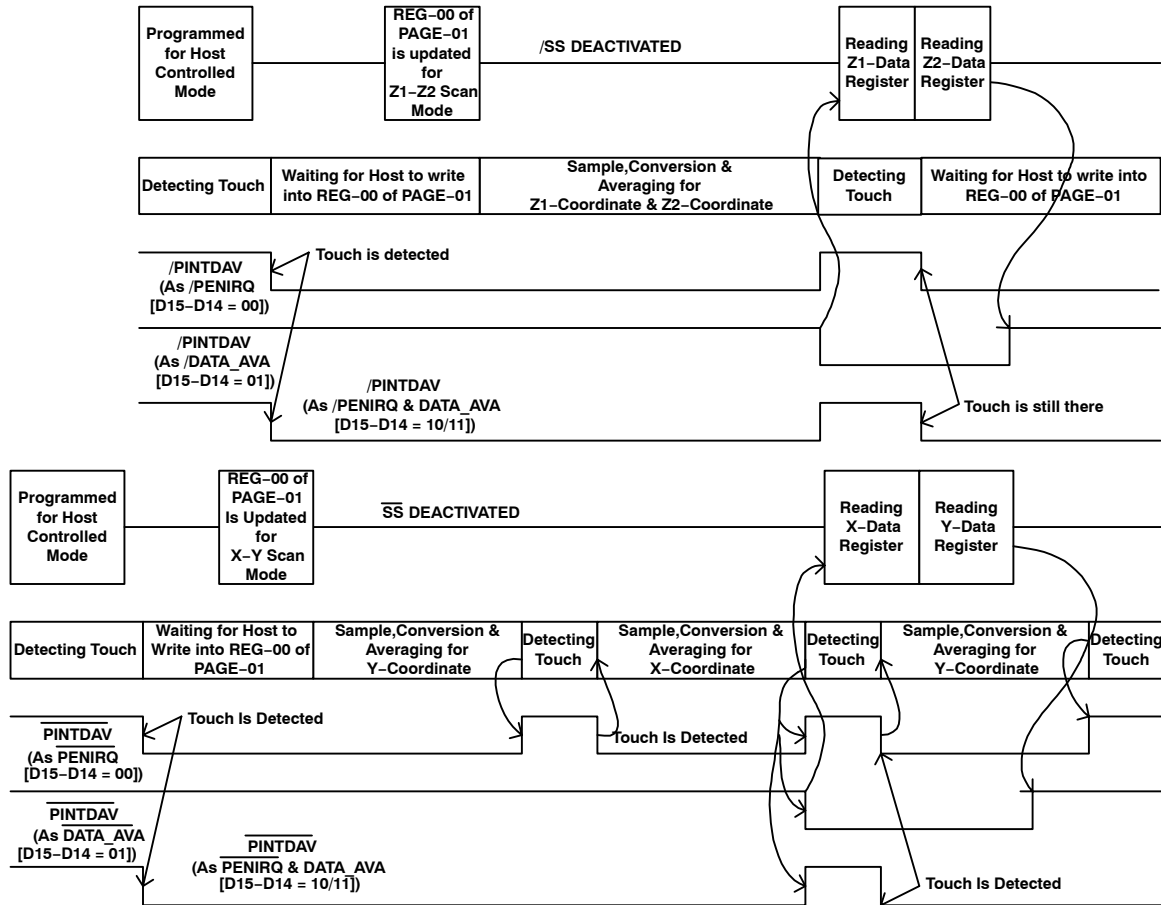 Programmed
for Host
Controlled
Mode
REG−00 of
PAGE−01
is updated
for
Z1−Z2 Scan
Mode
/SS DEACTIVATED
Reading
Z1−Data
Register
Reading
Z2−Data
Register
Detecting Touch
Waiting for Host to write
into REG−00 of PAGE−01
Sample,Conversion &
Averaging for
Z1−Coordinate & Z2−Coordinate
Detecting
Touch
Waiting for Host to write into
REG−00 of PAGE−01
Touch is detected
/PINTDAV
(As /PENIRQ
[D15−D14 = 00])
/PINTDAV
(As /DATA_AVA
[D15−D14 = 01])
/PINTDAV
(As /PENIRQ & DATA_AVA
[D15−D14 = 10/11])
Touch is still there
Programmed
for Host
Controlled
Mode
REG−00 of
PAGE−01
Is Updated
for
X−Y Scan
Mode
SS DEACTIVATED
Reading
X−Data
Register
Reading
Y−Data
Register
Detecting Touch
Waiting for Host to
Write into REG−00 of
PAGE−01
Sample,Conversion &
Averaging for
Y−Coordinate
Detecting
Touch
Sample,Conversion &
Averaging for
X−Coordinate
Detecting
Touch
Sample,Conversion &
Averaging for
Y−Coordinate
Detecting
Touch
Touch Is Detected
Touch Is Detected
PINTDAV
(As PENIRQ
[D15−D14 = 00])
PINTDAV
(As DATA_AVA
[D15−D14 = 01])
PINTDAV
(As PENIRQ & DATA_AVA
[D15−D14 = 10/11])
Touch Is Detected